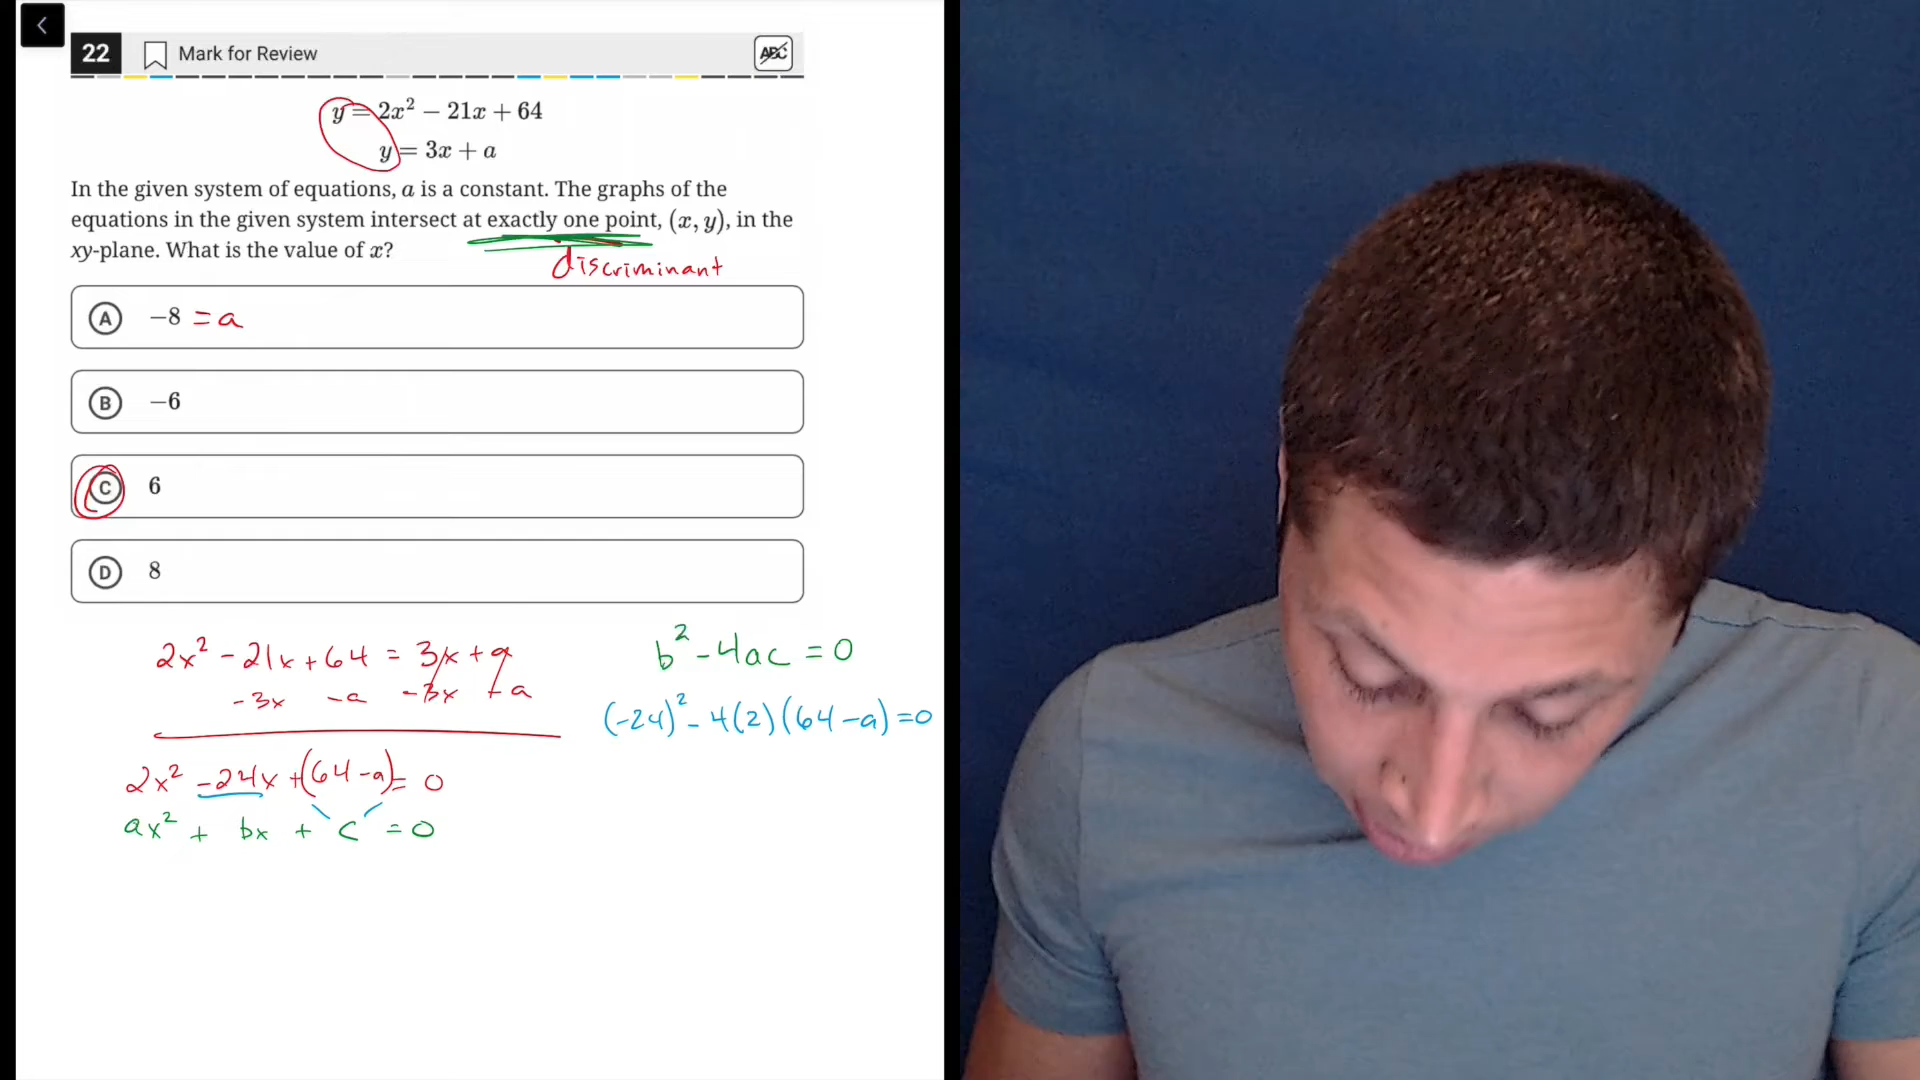 22 Mark for Review ABC
y = 2x² − 21x + 64
y = 3x + a
In the given system of equations, a is a constant. The graphs of the
equations in the given system intersect at exactly one point, (x, y), in the
xy-plane. What is the value of x?
discriminant
A −8 = a
B −6
C 6
D 8
2x² - 21x + 64 = 3x + a
-3x -a -3x + a
2x² - 24x + (64 - a) = 0
ax² + bx + c = 0
b² - 4ac = 0
(-24)² - 4(2)(64 - a) = 0